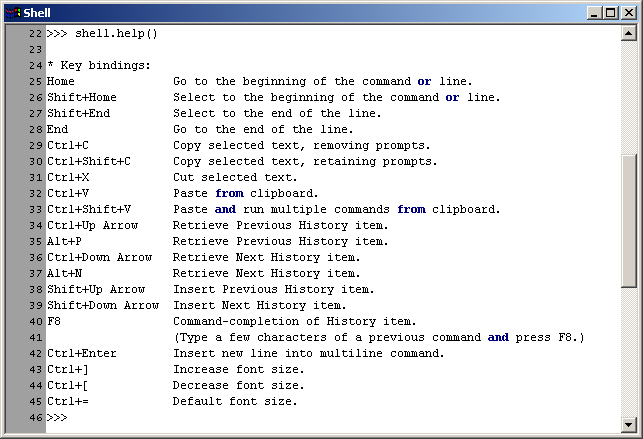 Shell
22 >>> shell.help()
23
24 * Key bindings:
25 Home              Go to the beginning of the command or line.
26 Shift+Home        Select to the beginning of the command or line.
27 Shift+End         Select to the end of the line.
28 End               Go to the end of the line.
29 Ctrl+C            Copy selected text, removing prompts.
30 Ctrl+Shift+C      Copy selected text, retaining prompts.
31 Ctrl+X            Cut selected text.
32 Ctrl+V            Paste from clipboard.
33 Ctrl+Shift+V      Paste and run multiple commands from clipboard.
34 Ctrl+Up Arrow     Retrieve Previous History item.
35 Alt+P             Retrieve Previous History item.
36 Ctrl+Down Arrow   Retrieve Next History item.
37 Alt+N             Retrieve Next History item.
38 Shift+Up Arrow    Insert Previous History item.
39 Shift+Down Arrow  Insert Next History item.
40 F8                Command-completion of History item.
41                   (Type a few characters of a previous command and press F8.)
42 Ctrl+Enter        Insert new line into multiline command.
43 Ctrl+]            Increase font size.
44 Ctrl+[            Decrease font size.
45 Ctrl+=            Default font size.
46 >>>